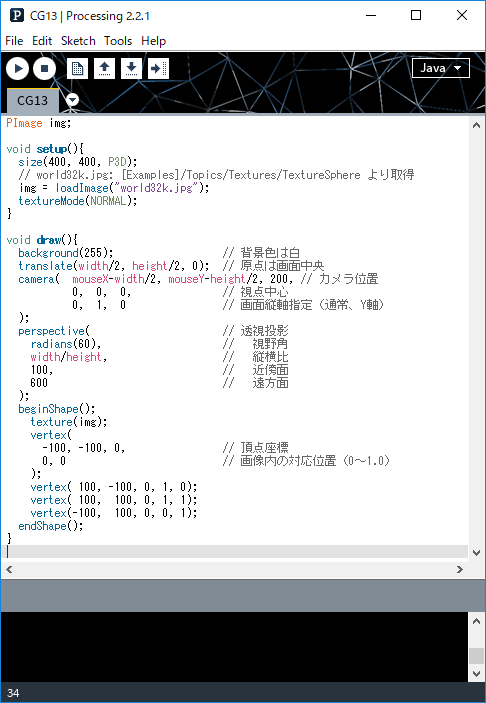 CG13 | Processing 2.2.1
File Edit Sketch Tools Help
Java
CG13
PImage img;
void setup(){
size(400, 400, P3D);
// world32k.jpg: [Examples]/Topics/Textures/TextureSphere より取得
img = loadImage("world32k.jpg");
textureMode(NORMAL);
}
void draw(){
background(255); // 背景色は白
translate(width/2, height/2, 0); // 原点は画面中央
camera( mouseX-width/2, mouseY-height/2, 200, // カメラ位置
0, 0, 0, // 視点中心
0, 1, 0 // 画面縦軸指定（通常、Y軸）
);
perspective( // 透視投影
radians(60), // 視野角
width/height, // 縦横比
100, // 近傍面
600 // 遠方面
);
beginShape();
texture(img);
vertex(
-100, -100, 0, // 頂点座標
0, 0 // 画像内の対応位置（0～1.0）
);
vertex( 100, -100, 0, 1, 0);
vertex( 100, 100, 0, 1, 1);
vertex(-100, 100, 0, 0, 1);
endShape();
}
34